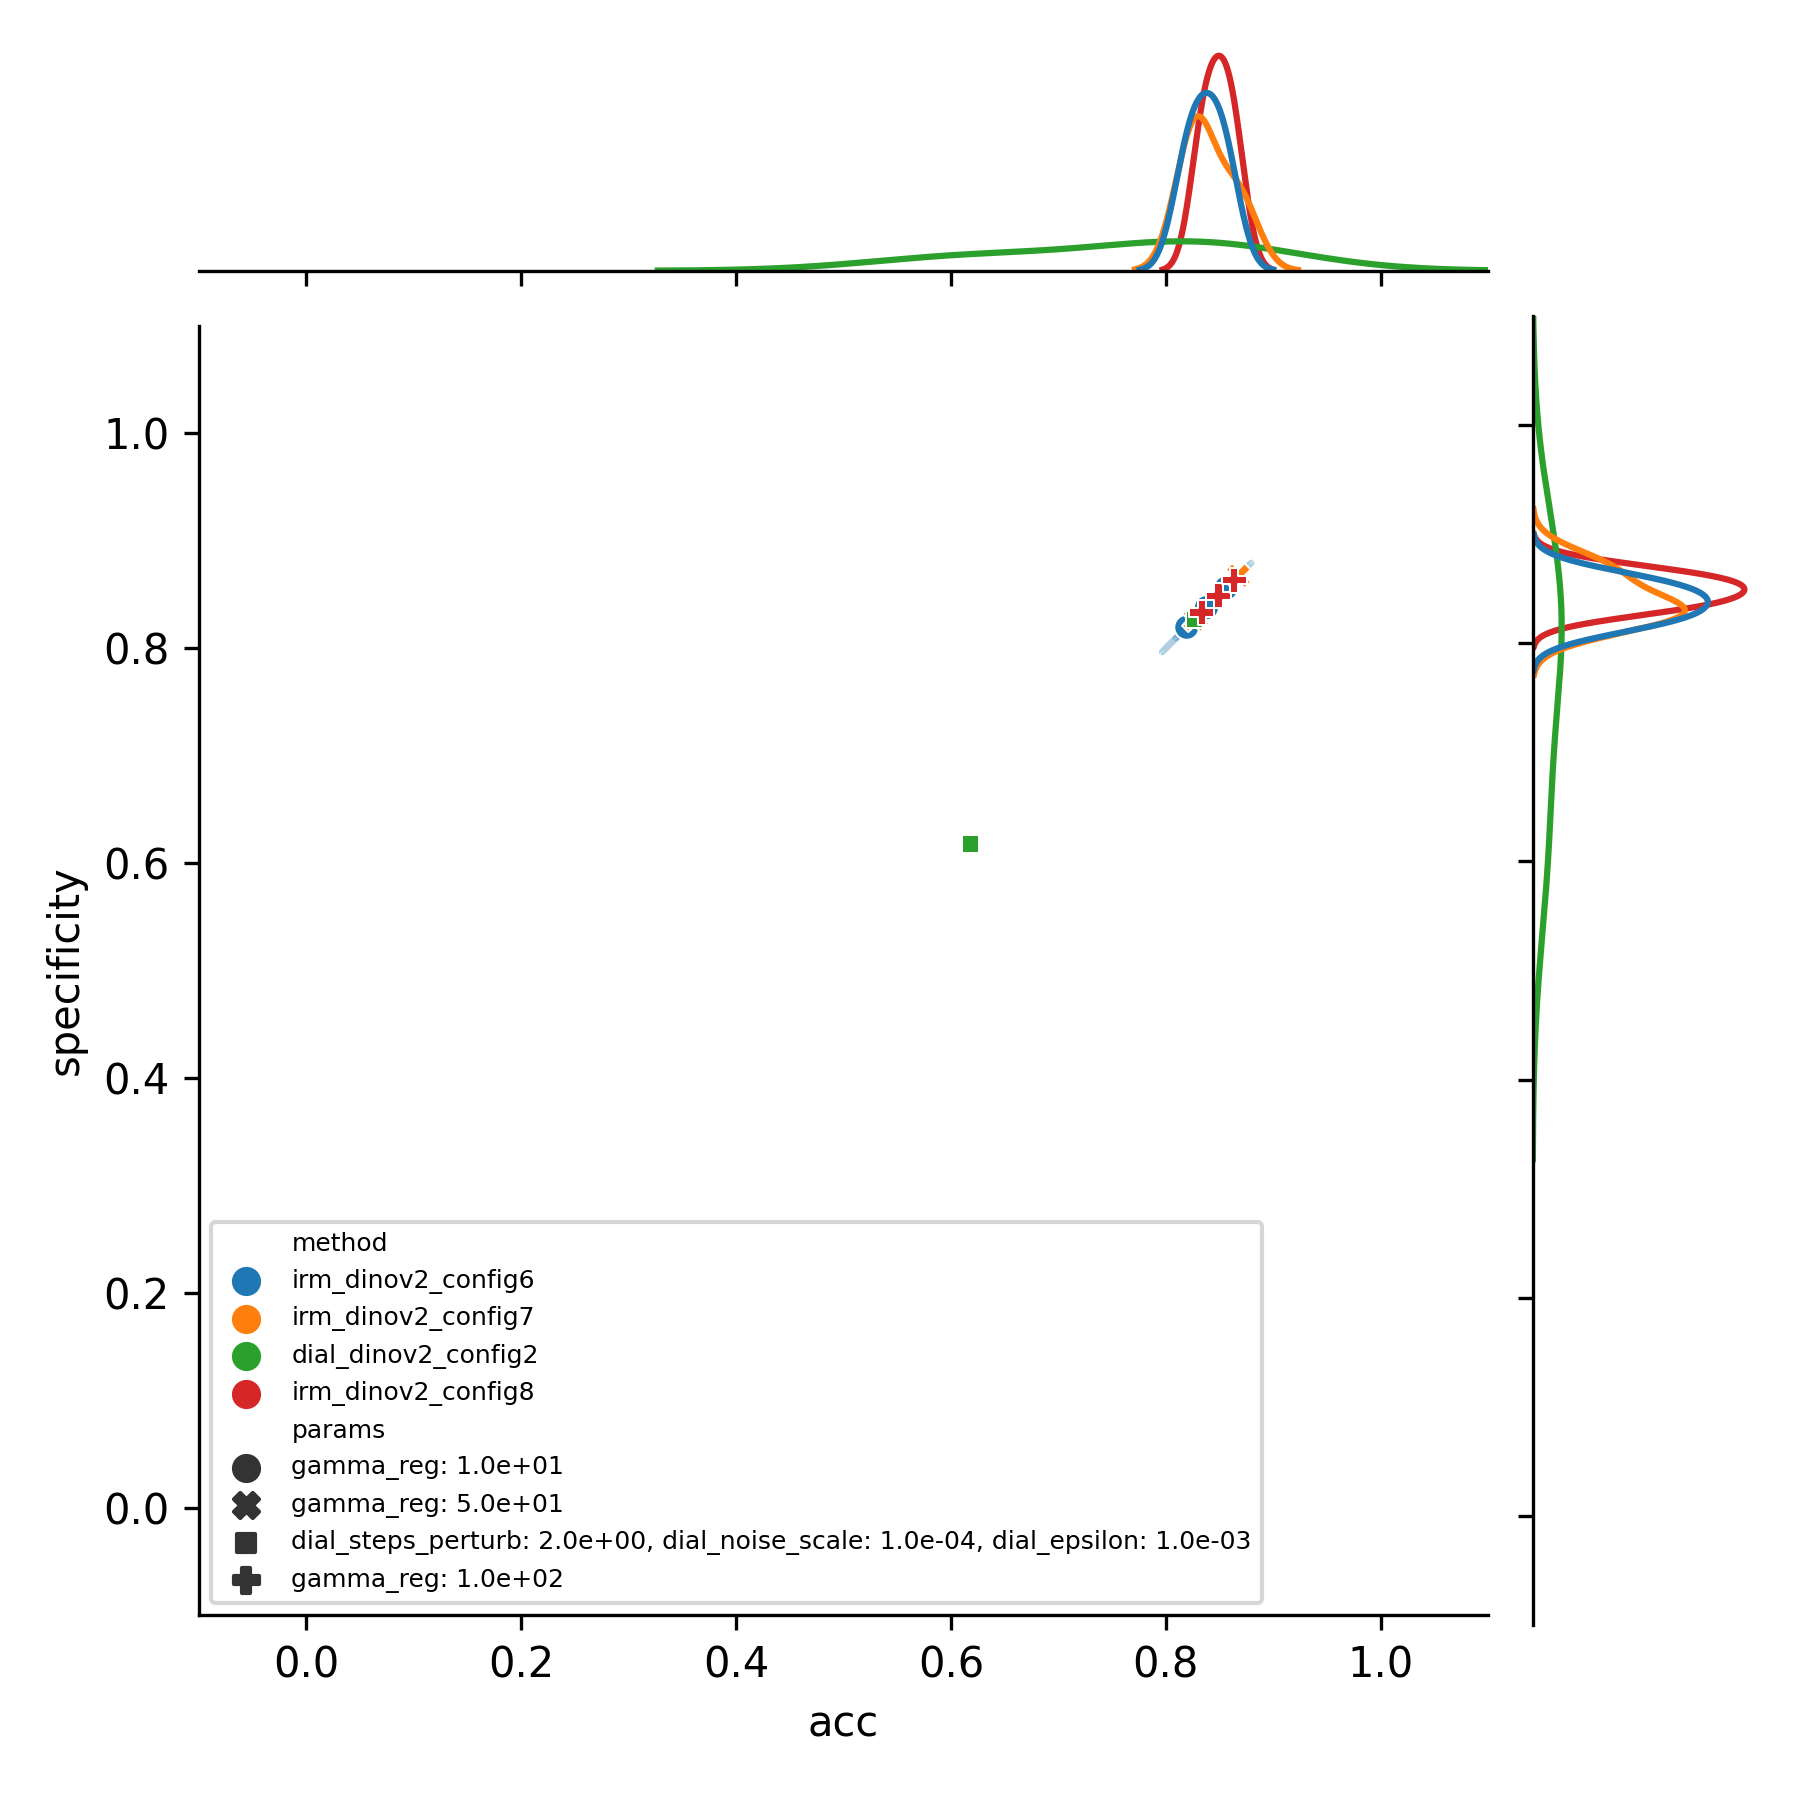 1.0
0.8
0.6
0.4
0.2
0.0
specificity
method
irm_dinov2_config6
irm_dinov2_config7
dial_dinov2_config2
irm_dinov2_config8
params
gamma_reg: 1.0e+01
gamma_reg: 5.0e+01
dial_steps_perturb: 2.0e+00, dial_noise_scale: 1.0e-04, dial_epsilon: 1.0e-03
gamma_reg: 1.0e+02
0.0 0.2 0.4 0.6 0.8 1.0
acc